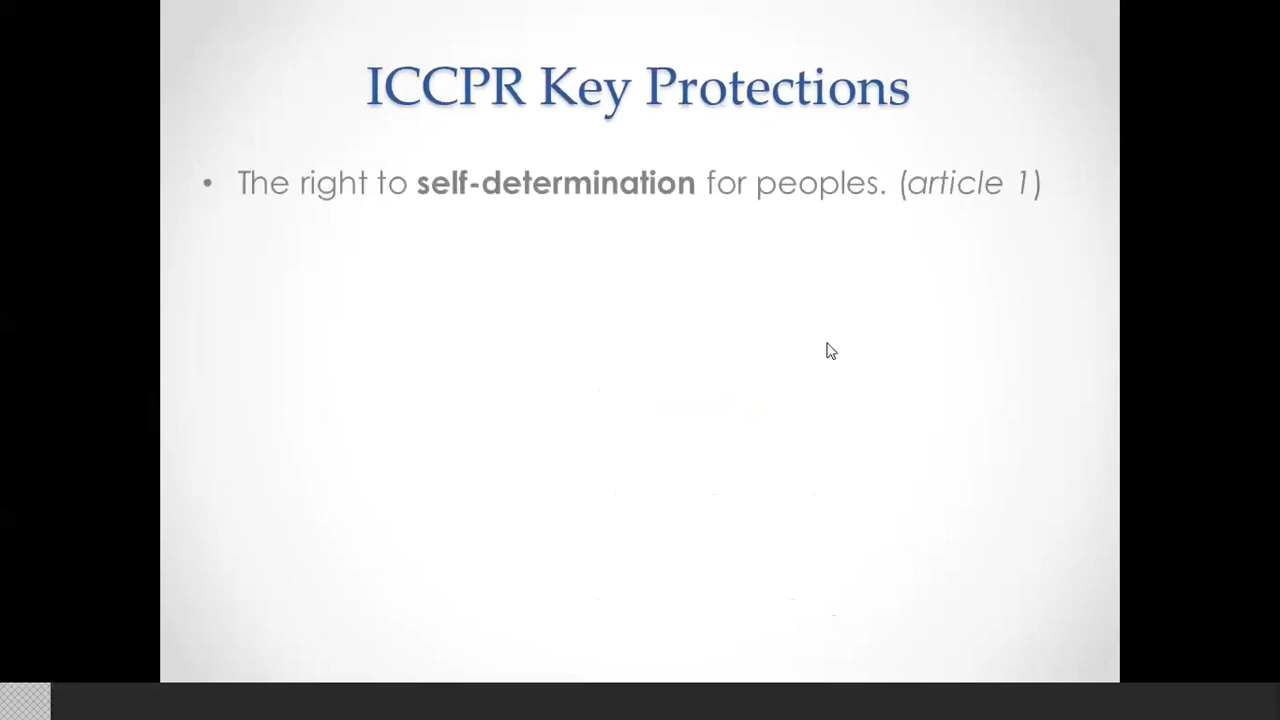 ICCPR Key Protections
• The right to self-determination for peoples. (article 1)